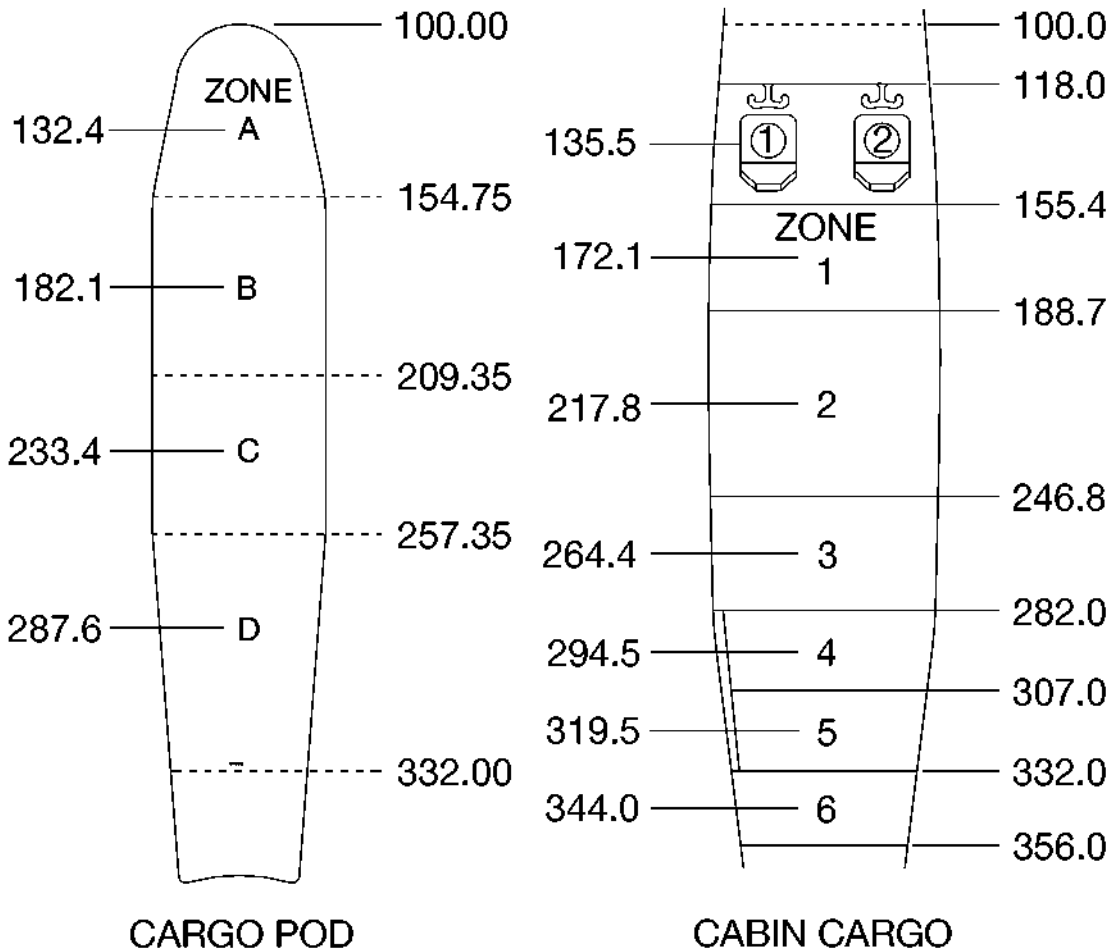 100.00
ZONE
132.4 A
154.75
182.1 B
209.35
233.4 C
257.35
287.6 D
332.00
CARGO POD
100.0
118.0
135.5 ① ②
155.4
ZONE
172.1 1
188.7
217.8 2
246.8
264.4 3
282.0
294.5 4
307.0
319.5 5
332.0
344.0 6
356.0
CABIN CARGO